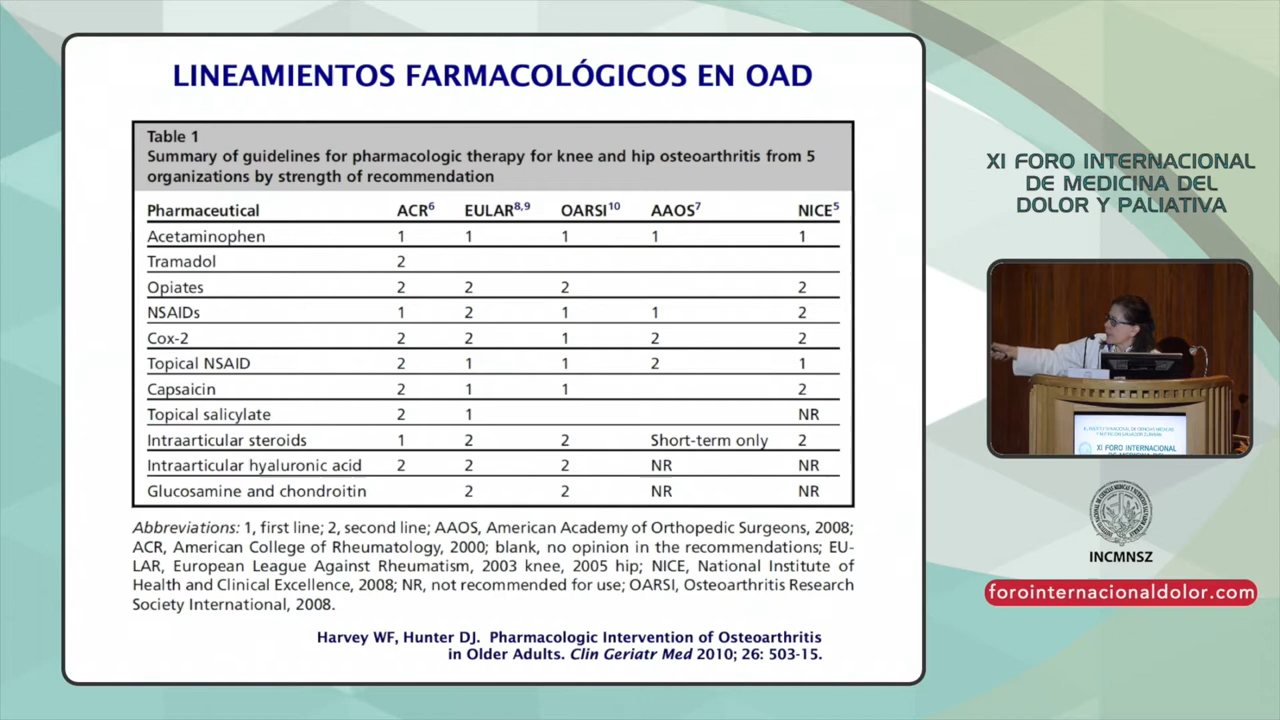 LINEAMIENTOS FARMACOLÓGICOS EN OAD
Table 1
Summary of guidelines for pharmacologic therapy for knee and hip osteoarthritis from 5
organizations by strength of recommendation
Pharmaceutical ACR6 EULAR8,9 OARSI10 AAOS7 NICE5
Acetaminophen 1 1 1 1 1
Tramadol 2
Opiates 2 2 2 2
NSAIDs 1 2 1 1 2
Cox-2 2 2 1 2 2
Topical NSAID 2 1 1 2 1
Capsaicin 2 1 1 2
Topical salicylate 2 1 NR
Intraarticular steroids 1 2 2 Short-term only 2
Intraarticular hyaluronic acid 2 2 2 NR NR
Glucosamine and chondroitin 2 2 NR NR
Abbreviations: 1, first line; 2, second line; AAOS, American Academy of Orthopedic Surgeons, 2008;
ACR, American College of Rheumatology, 2000; blank, no opinion in the recommendations; EU-
LAR, European League Against Rheumatism, 2003 knee, 2005 hip; NICE, National Institute of
Health and Clinical Excellence, 2008; NR, not recommended for use; OARSI, Osteoarthritis Research
Society International, 2008.
Harvey WF, Hunter DJ. Pharmacologic Intervention of Osteoarthritis
in Older Adults. Clin Geriatr Med 2010; 26: 503-15.
XI FORO INTERNACIONAL
DE MEDICINA DEL
DOLOR Y PALIATIVA
XI FORO INTERNACIONAL
INCMNSZ
forointernacionaldolor.com